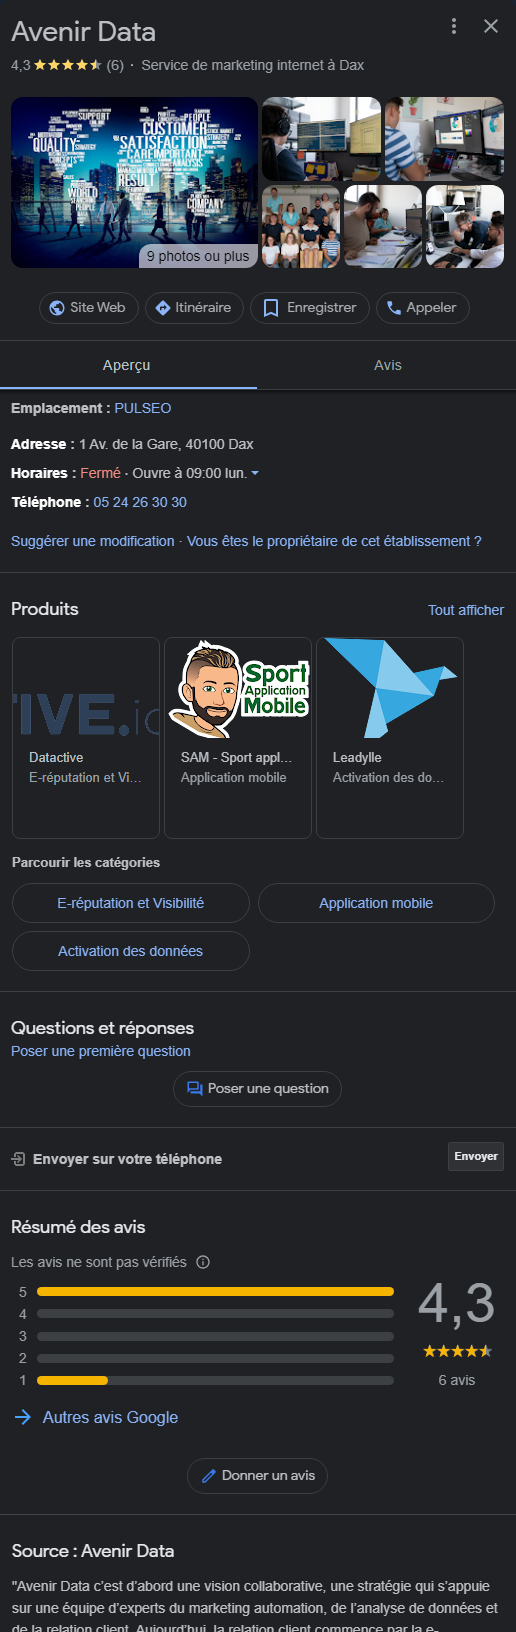 Avenir Data
4,3 (6) · Service de marketing internet à Dax
SUPPORT
PEOPLE
CUSTOMER
QUALITY
SATISFACTION
CARE IMPORTANT
ANALYSIS
RESULT
WORLD
SEARCHING
PEOPLE
COMPANY
9 photos ou plus
Site Web
Itinéraire
Enregistrer
Appeler
Aperçu
Avis
Emplacement : PULSEO
Adresse : 1 Av. de la Gare, 40100 Dax
Horaires : Fermé · Ouvre à 09:00 lun.
Téléphone : 05 24 26 30 30
Suggérer une modification · Vous êtes le propriétaire de cet établissement ?
Produits
Tout afficher
TIVE.io
Datactive
E-réputation et Vi...
Sport
Application
Mobile
SAM - Sport appl...
Application mobile
Leadylle
Activation des do...
Parcourir les catégories
E-réputation et Visibilité
Application mobile
Activation des données
Questions et réponses
Poser une première question
Poser une question
Envoyer sur votre téléphone
Envoyer
Résumé des avis
Les avis ne sont pas vérifiés
5
4
3
2
1
4,3
6 avis
Autres avis Google
Donner un avis
Source : Avenir Data
"Avenir Data c'est d'abord une vision collaborative, une stratégie qui s'appuie
sur une équipe d'experts du marketing automation, de l'analyse de données et
de la relation client. Aujourd'hui, la relation client commence par la e-